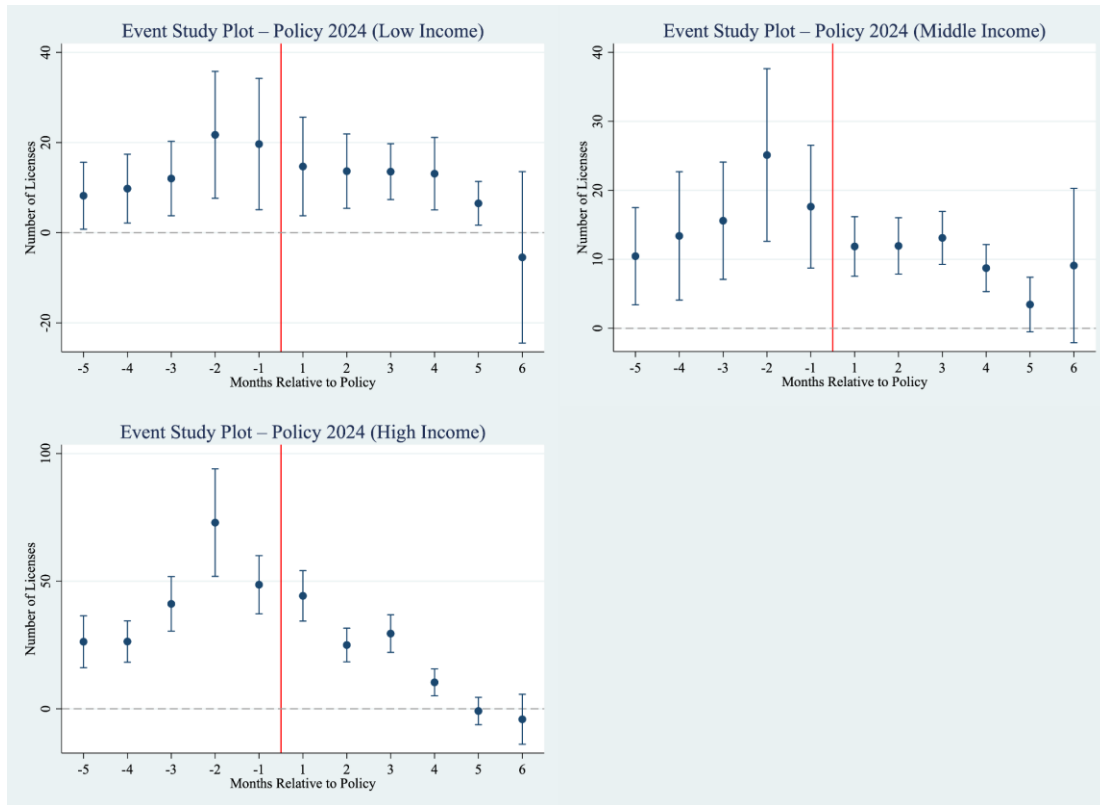 Event Study Plot – Policy 2024 (Low Income)
Number of Licenses
40
20
0
-20
-5 -4 -3 -2 -1 1 2 3 4 5 6
Months Relative to Policy
Event Study Plot – Policy 2024 (Middle Income)
Number of Licenses
40
30
20
10
0
-5 -4 -3 -2 -1 1 2 3 4 5 6
Months Relative to Policy
Event Study Plot – Policy 2024 (High Income)
Number of Licenses
100
50
0
-5 -4 -3 -2 -1 1 2 3 4 5 6
Months Relative to Policy